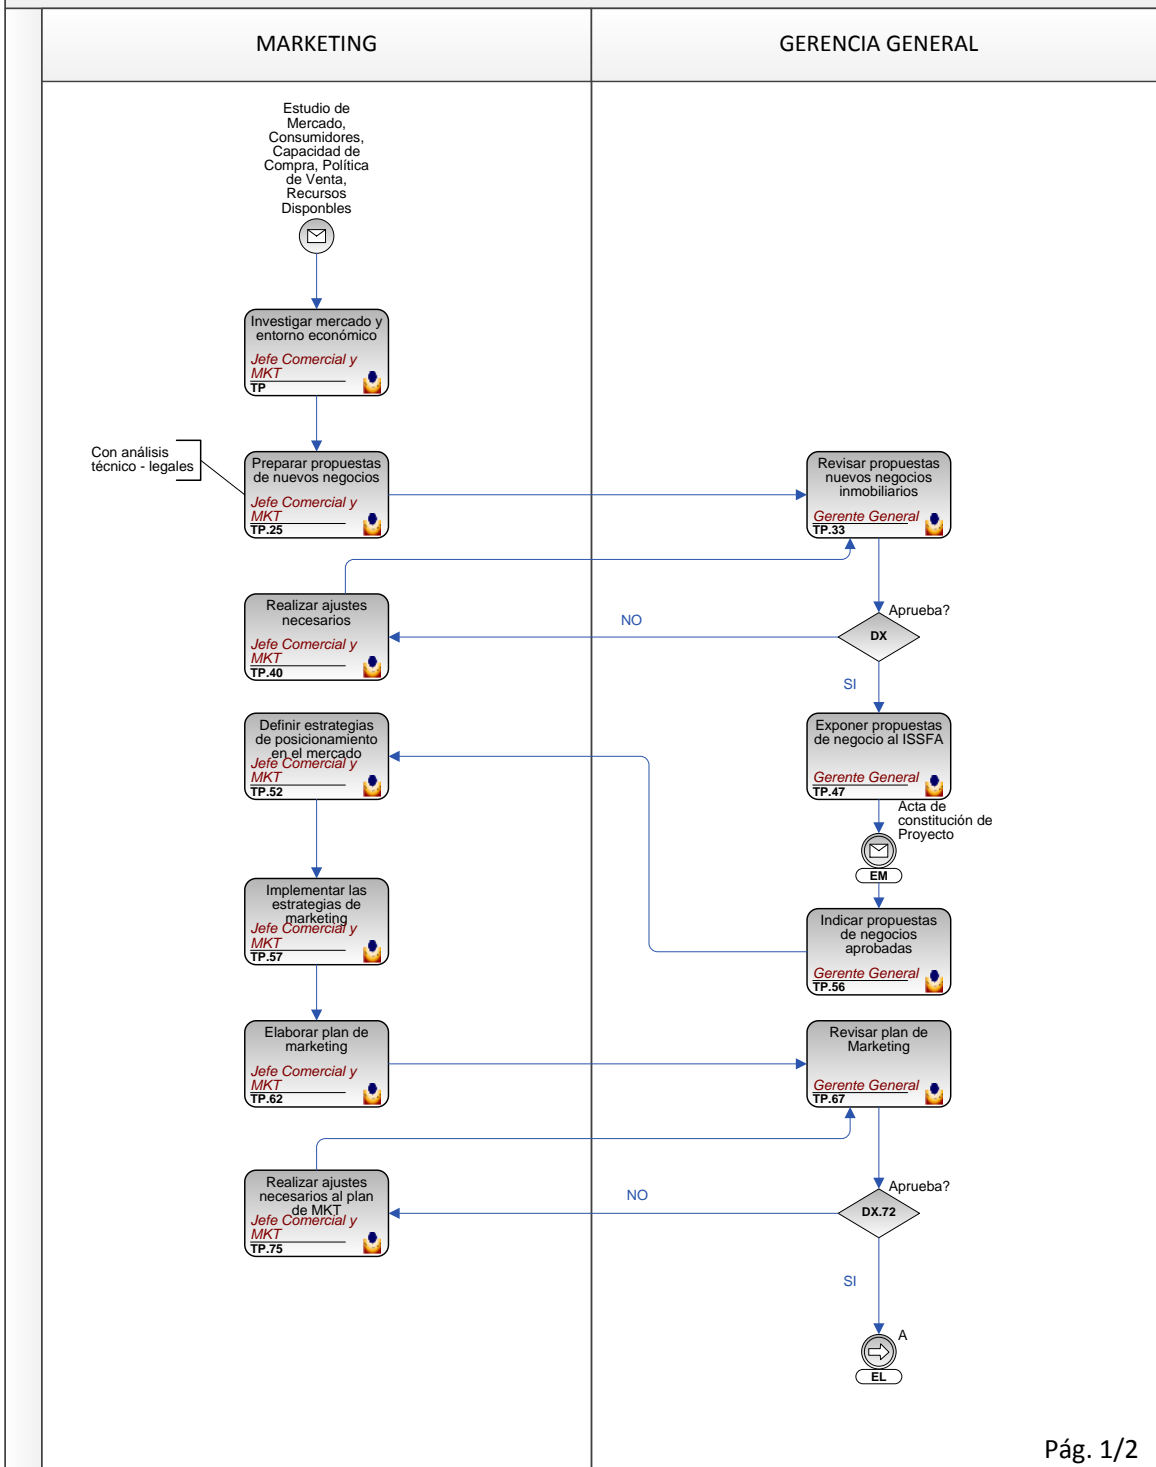 MARKETING
GERENCIA GENERAL
Estudio de
Mercado,
Consumidores,
Capacidad de
Compra, Política
de Venta,
Recursos
Disponbles
Investigar mercado y
entorno económico
Jefe Comercial y
MKT
TP
Con análisis
técnico - legales
Preparar propuestas
de nuevos negocios
Jefe Comercial y
MKT
TP.25
Revisar propuestas
nuevos negocios
inmobiliarios
Gerente General
TP.33
Realizar ajustes
necesarios
Jefe Comercial y
MKT
TP.40
NO
Aprueba?
DX
SI
Definir estrategias
de posicionamiento
en el mercado
Jefe Comercial y
MKT
TP.52
Exponer propuestas
de negocio al ISSFA
Gerente General
TP.47
Acta de
constitución de
Proyecto
EM
Implementar las
estrategias de
marketing
Jefe Comercial y
MKT
TP.57
Indicar propuestas
de negocios
aprobadas
Gerente General
TP.56
Elaborar plan de
marketing
Jefe Comercial y
MKT
TP.62
Revisar plan de
Marketing
Gerente General
TP.67
Realizar ajustes
necesarios al plan
de MKT
Jefe Comercial y
MKT
TP.75
NO
Aprueba?
DX.72
SI
A
EL
Pág. 1/2